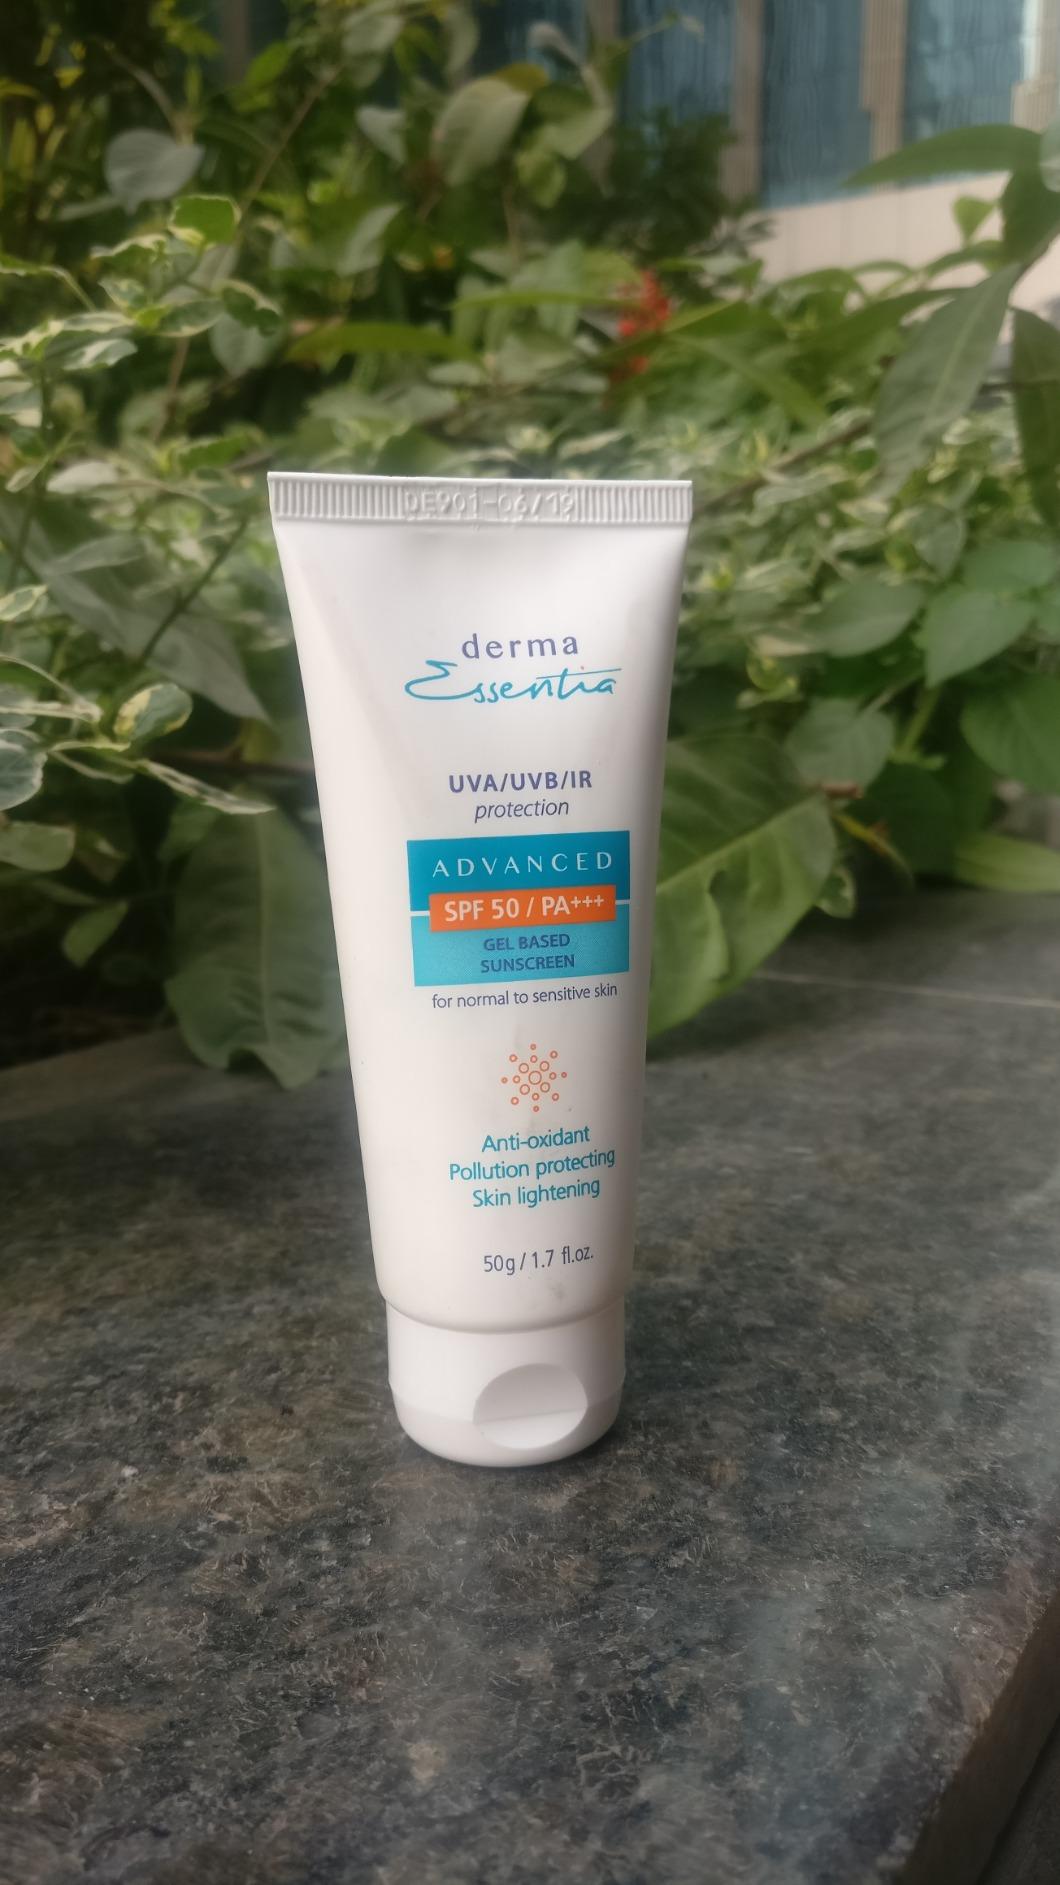 DE901-06/19
derma
Essentia
UVA/UVB/IR
protection
ADVANCED
SPF 50 / PA+++
GEL BASED
SUNSCREEN
for normal to sensitive skin
Anti-oxidant
Pollution protecting
Skin lightening
50g / 1.7 fl.oz.